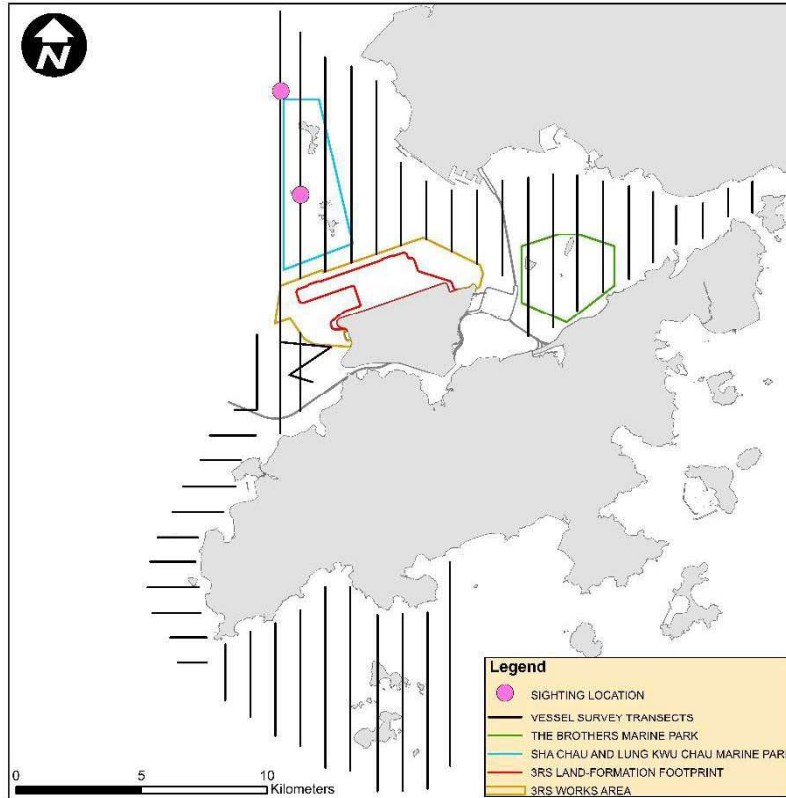 N
Legend
SIGHTING LOCATION
VESSEL SURVEY TRANSECTS
THE BROTHERS MARINE PARK
SHA CHAU AND LUNG KWU CHAU MARINE PARK
3RS LAND-FORMATION FOOTPRINT
3RS WORKS AREA
0 5 10
Kilometers